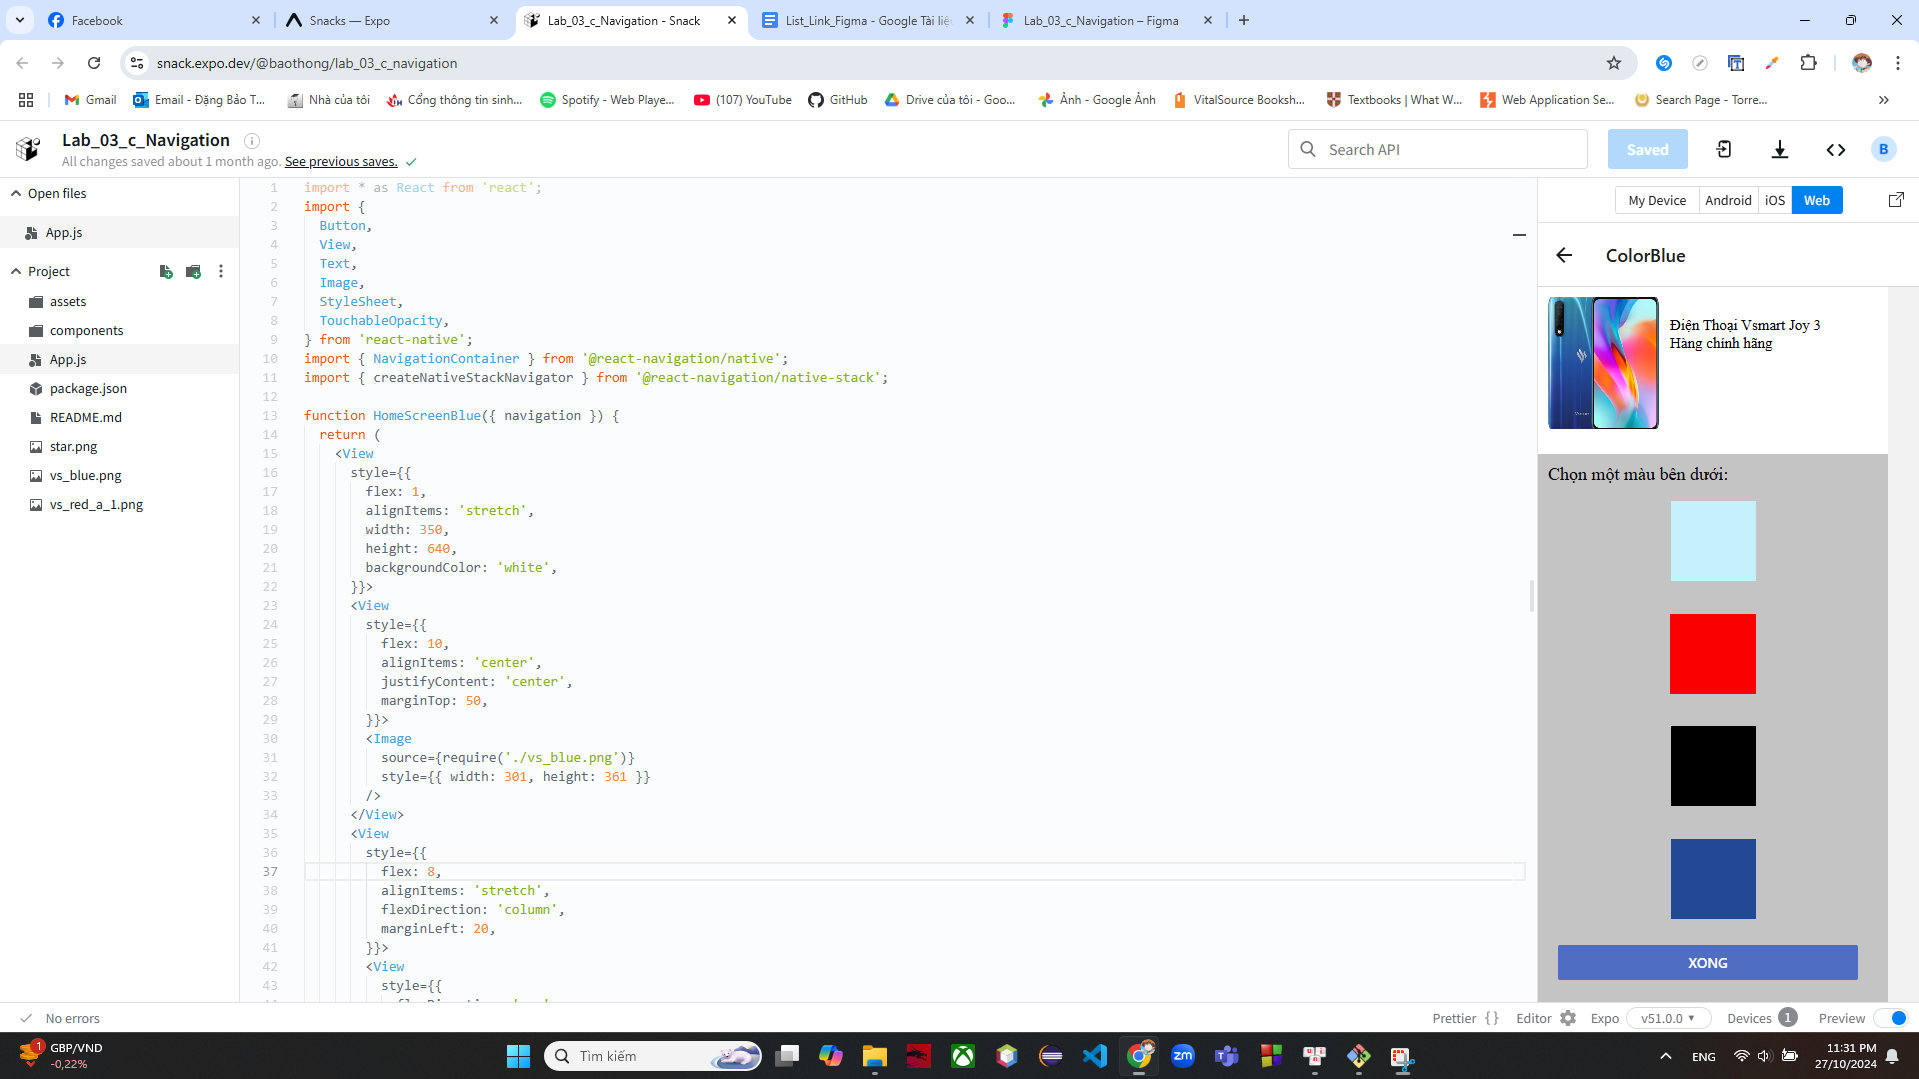 Facebook
Snacks — Expo
Lab_03_c_Navigation - Snack
List_Link_Figma - Google Tài liệ
Lab_03_c_Navigation – Figma
snack.expo.dev/@baothong/lab_03_c_navigation
Gmail
Email - Đặng Bảo T...
Nhà của tôi
Cổng thông tin sinh...
Spotify - Web Playe...
(107) YouTube
GitHub
Drive của tôi - Goo...
Ảnh - Google Ảnh
VitalSource Booksh...
Textbooks | What W...
Web Application Se...
Search Page - Torre...
Lab_03_c_Navigation
All changes saved about 1 month ago. See previous saves.
Search API
Saved
B
Open files
App.js
Project
assets
components
App.js
package.json
README.md
star.png
vs_blue.png
vs_red_a_1.png
1 import * as React from 'react';
2 import {
3 Button,
4 View,
5 Text,
6 Image,
7 StyleSheet,
8 TouchableOpacity,
9 } from 'react-native';
10 import { NavigationContainer } from '@react-navigation/native';
11 import { createNativeStackNavigator } from '@react-navigation/native-stack';
12
13 function HomeScreenBlue({ navigation }) {
14 return (
15 <View
16 style={{
17 flex: 1,
18 alignItems: 'stretch',
19 width: 350,
20 height: 640,
21 backgroundColor: 'white',
22 }}>
23 <View
24 style={{
25 flex: 10,
26 alignItems: 'center',
27 justifyContent: 'center',
28 marginTop: 50,
29 }}>
30 <Image
31 source={require('./vs_blue.png')}
32 style={{ width: 301, height: 361 }}
33 />
34 </View>
35 <View
36 style={{
37 flex: 8,
38 alignItems: 'stretch',
39 flexDirection: 'column',
40 marginLeft: 20,
41 }}>
42 <View
43 style={{
My Device
Android
iOS
Web
ColorBlue
Điện Thoại Vsmart Joy 3
Hàng chính hãng
Chọn một màu bên dưới:
XONG
No errors
Prettier { }
Editor
Expo
v51.0.0
Devices 1
Preview
1
GBP/VND
-0,22%
Tìm kiếm
zm
ENG
11:31 PM
27/10/2024